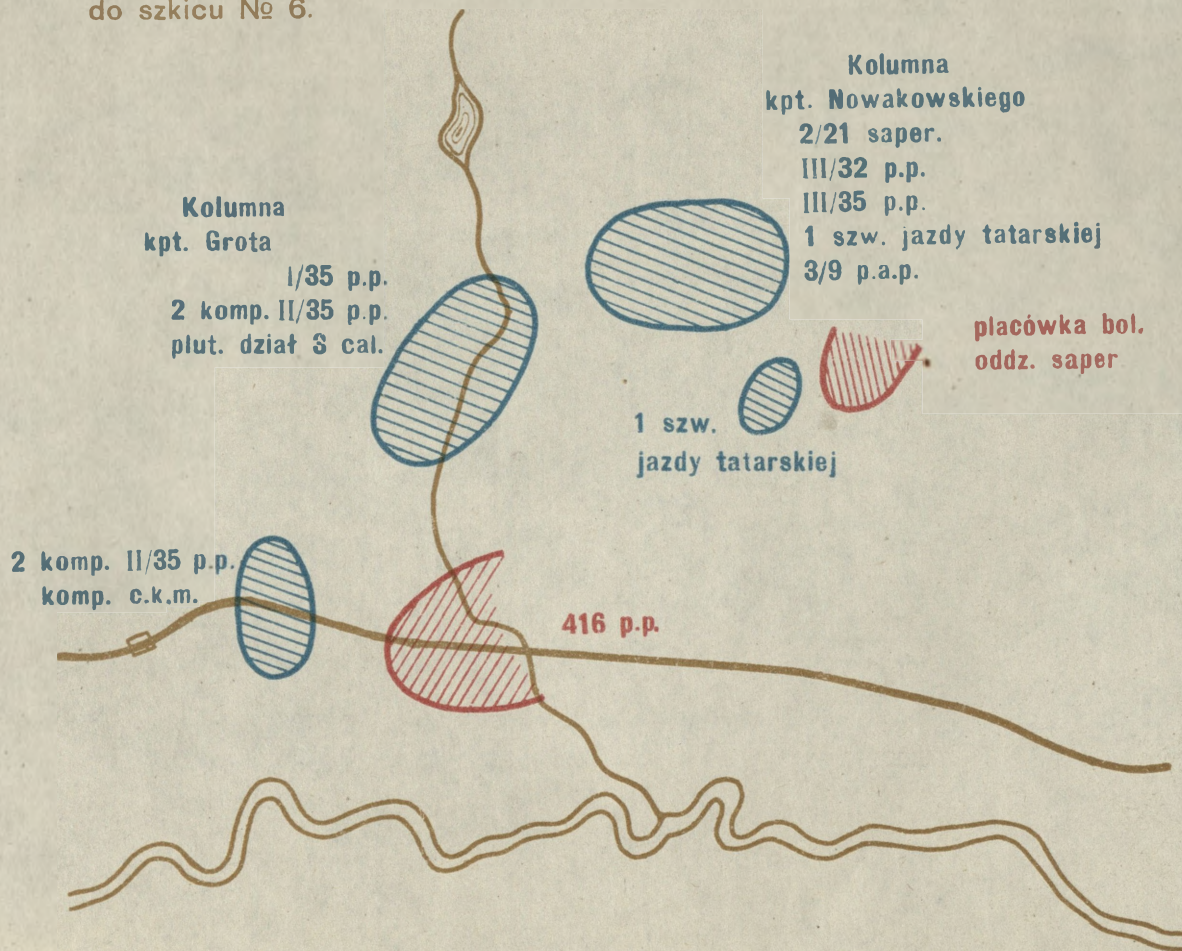 do szkicu № 6.
Kolumna
kpt. Nowakowskiego
2/21 saper.
III/32 p.p.
III/35 p.p.
1 szw. jazdy tatarskiej
3/9 p.a.p.
Kolumna
kpt. Grota
I/35 p.p.
2 komp. II/35 p.p.
plut. dział 3 cal.
placówka bol.
oddz. saper
1 szw.
jazdy tatarskiej
2 komp. II/35 p.p.
komp. c.k.m.
416 p.p.